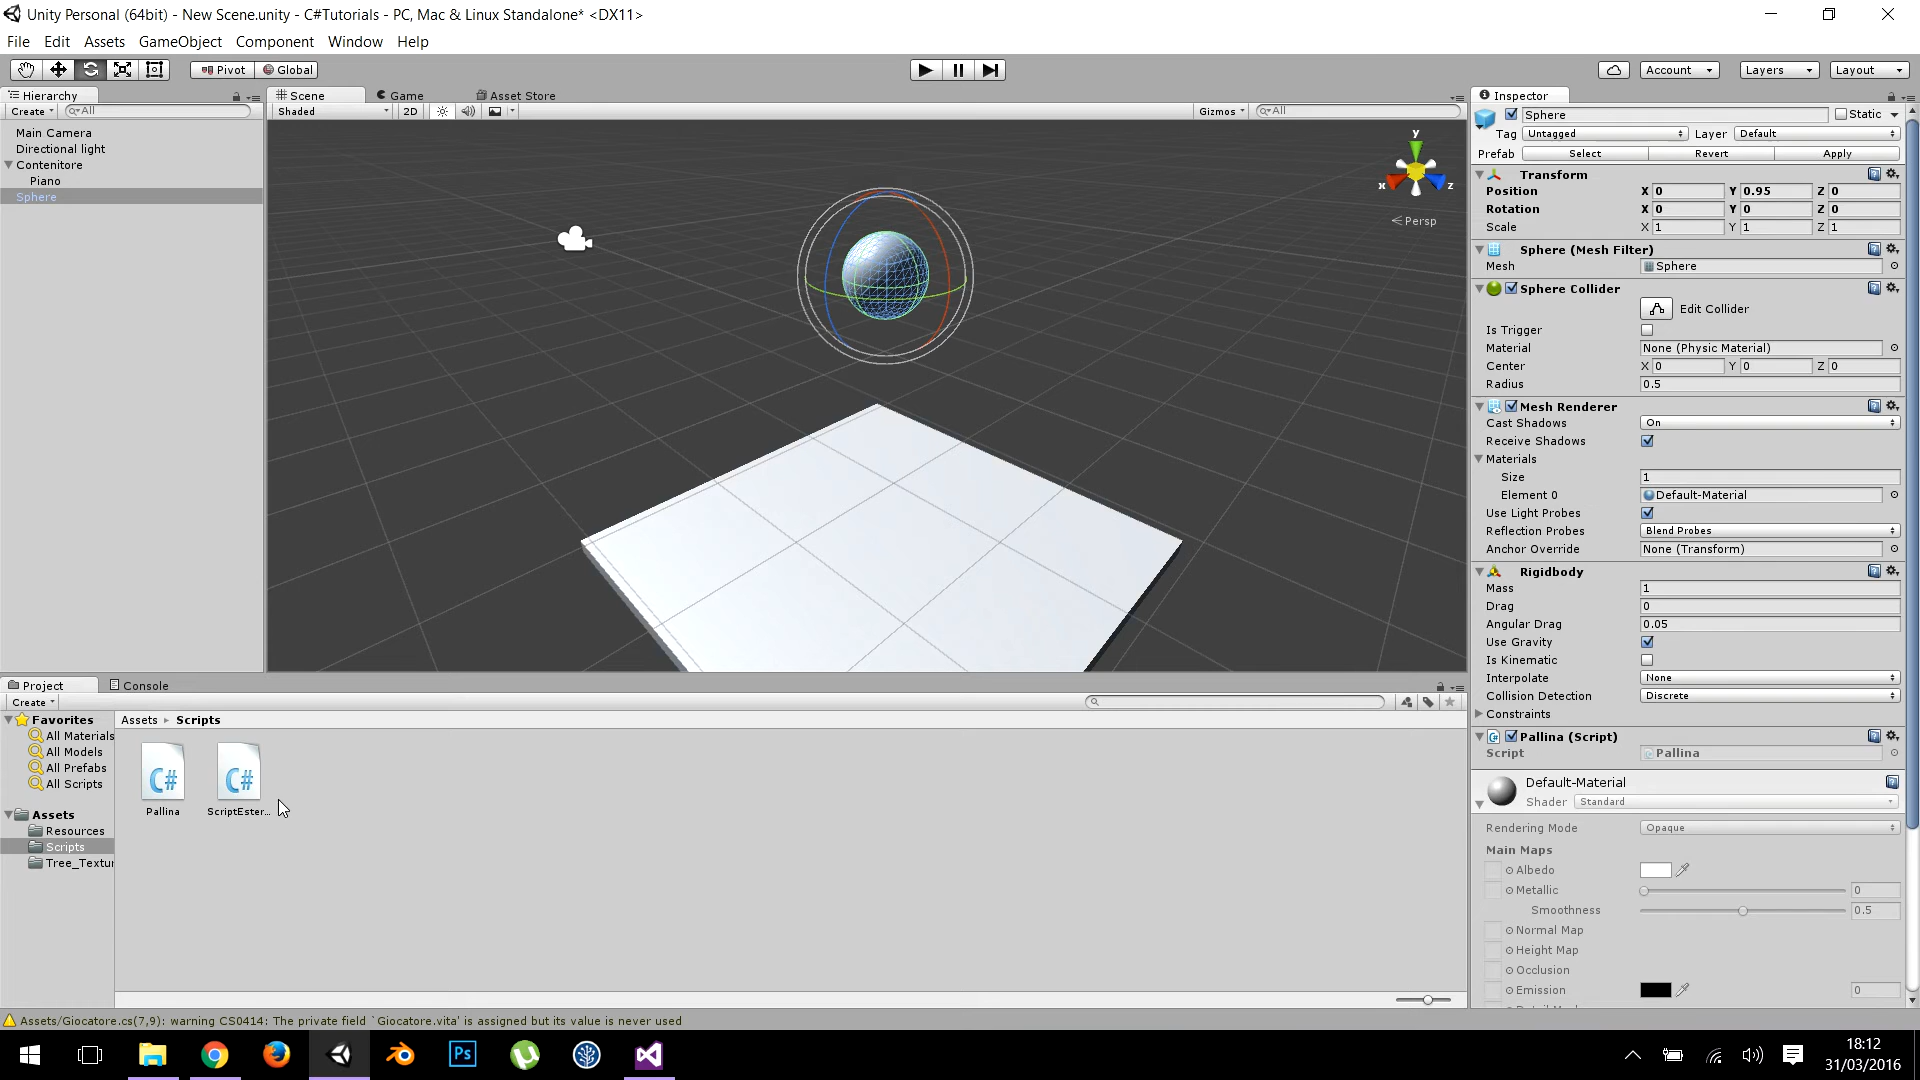 Unity Personal (64bit) - New Scene.unity - C#Tutorials - PC, Mac & Linux Standalone* <DX11>
File Edit Assets GameObject Component Window Help
Pivot Global Account Layers Layout
Hierarchy
Create All
Main Camera
Directional light
Contenitore
Piano
Sphere
Scene Game Asset Store
Shaded 2D Gizmos All
y
x z
Persp
Inspector
Sphere Static
Tag Untagged Layer Default
Prefab Select Revert Apply
Transform
Position X 0 Y 0.95 Z 0
Rotation X 0 Y 0 Z 0
Scale X 1 Y 1 Z 1
Sphere (Mesh Filter)
Mesh Sphere
Sphere Collider
Edit Collider
Is Trigger
Material None (Physic Material)
Center X 0 Y 0 Z 0
Radius 0.5
Mesh Renderer
Cast Shadows On
Receive Shadows
Materials
Size 1
Element 0 Default-Material
Use Light Probes
Reflection Probes Blend Probes
Anchor Override None (Transform)
Rigidbody
Mass 1
Drag 0
Angular Drag 0.05
Use Gravity
Is Kinematic
Interpolate None
Collision Detection Discrete
Constraints
Pallina (Script)
Script Pallina
Default-Material
Shader Standard
Rendering Mode Opaque
Main Maps
Albedo
Metallic 0
Smoothness 0.5
Normal Map
Height Map
Occlusion
Emission 0
Project Console
Create
Favorites
All Materials
All Models
All Prefabs
All Scripts
Assets
Resources
Scripts
Tree_Textur
Assets Scripts
C# C#
Pallina ScriptEster...
Assets/Giocatore.cs(7,9): warning CS0414: The private field `Giocatore.vita' is assigned but its value is never used
Ps
18:12
31/03/2016